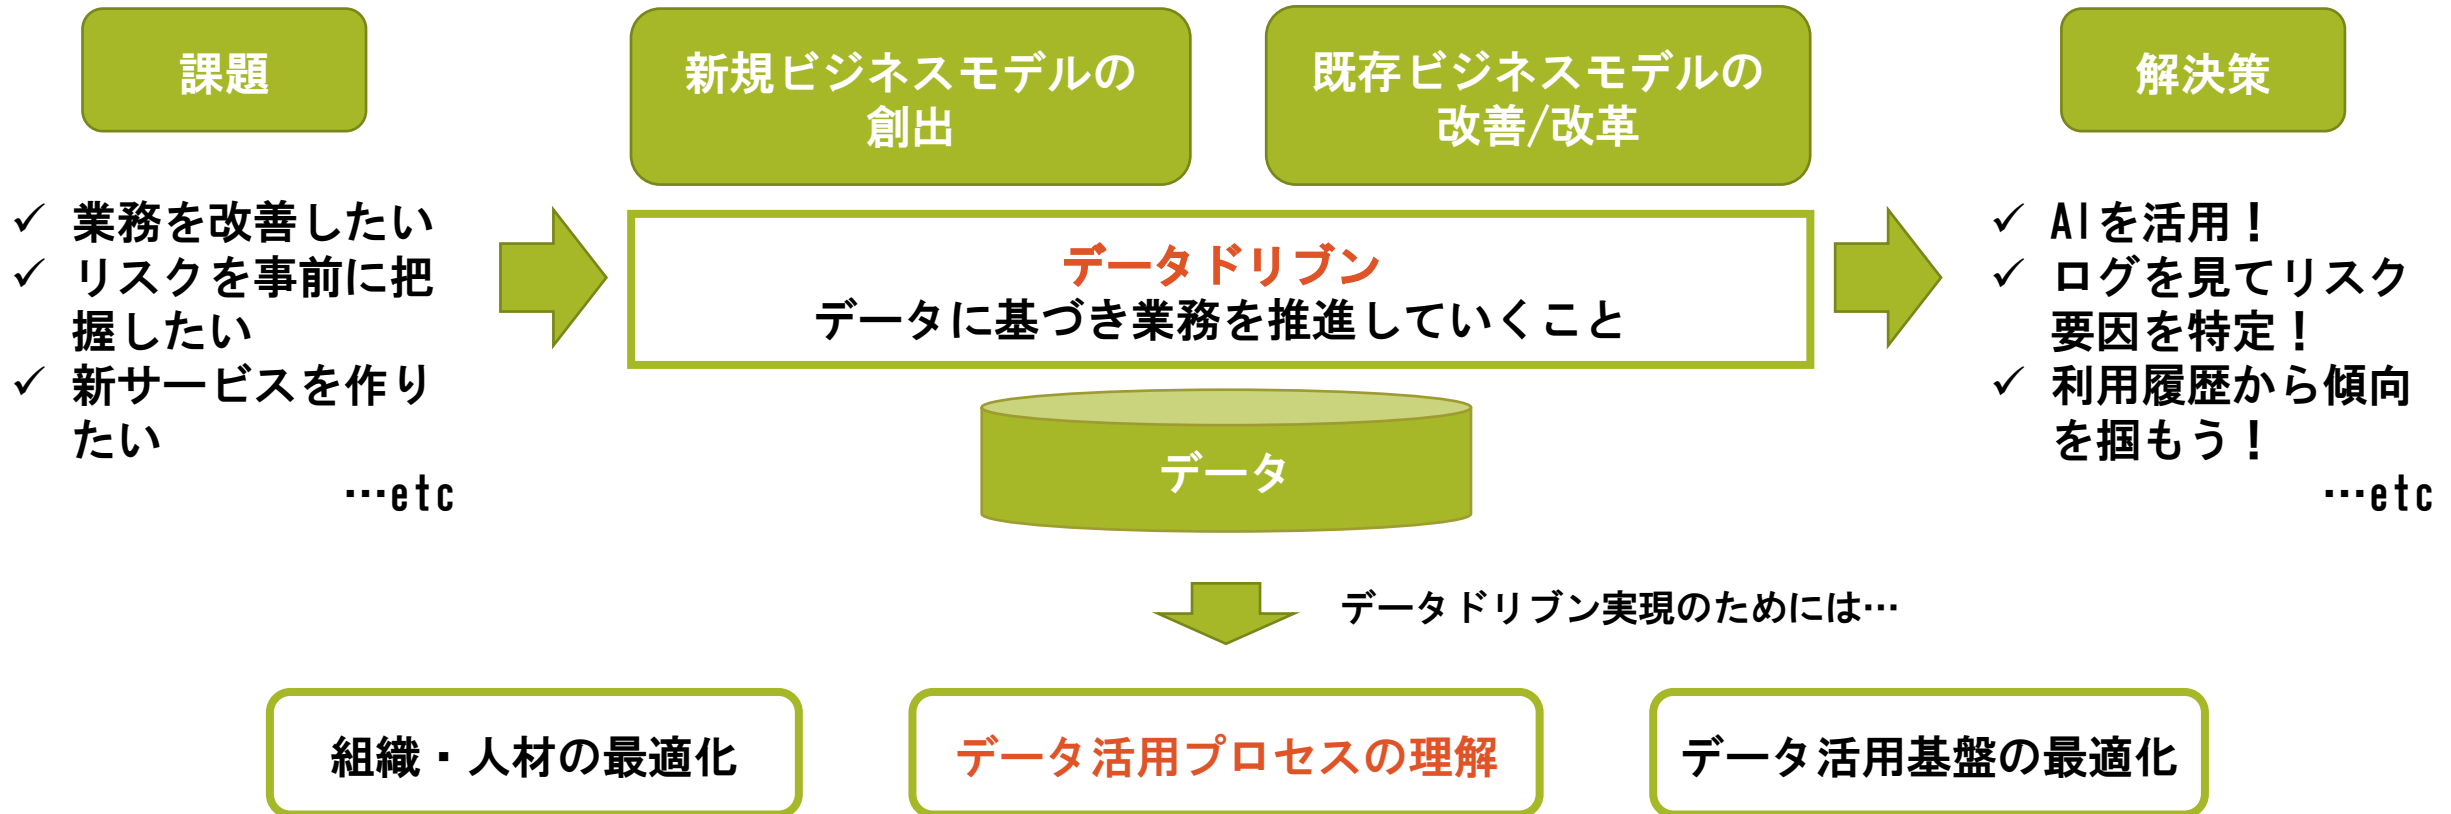 課題
新規ビジネスモデルの
創出
既存ビジネスモデルの
改善/改革
解決策
✓ 業務を改善したい
✓ リスクを事前に把
握したい
✓ 新サービスを作り
たい
…etc
データドリブン
データに基づき業務を推進していくこと
データ
✓ AIを活用！
✓ ログを見てリスク
要因を特定！
✓ 利用履歴から傾向
を掴もう！
…etc
データドリブン実現のためには…
組織・人材の最適化
データ活用プロセスの理解
データ活用基盤の最適化